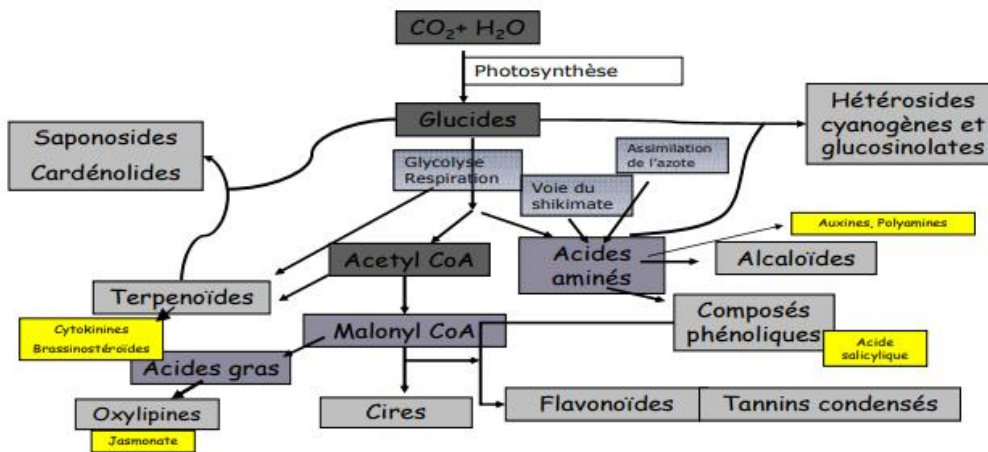 CO₂+ H₂O
Photosynthèse
Glucides
Hétérosides
cyanogènes et
glucosinolates
Saponosides
Cardénolides
Glycolyse
Respiration
Assimilation
de l'azote
Voie du
shikimate
Auxines, Polyamines
Acetyl CoA
Acides
aminés
Alcaloïdes
Terpenoïdes
Cytokinines
Brassinostéroïdes
Malonyl CoA
Composés
phénoliques
Acide
salicylique
Acides gras
Oxylipines
Jasmonate
Cires
Flavonoïdes
Tannins condensés